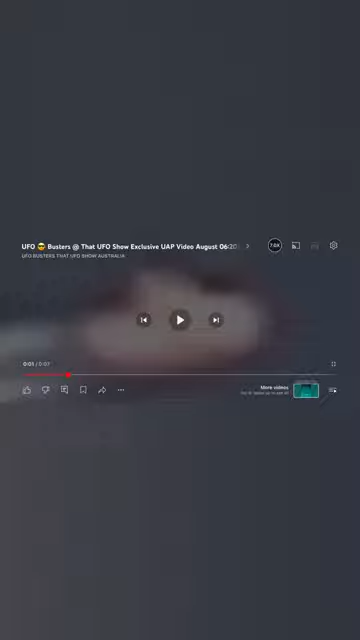 UFO 😎 Busters @ That UFO Show Exclusive UAP Video August 06/20
UFO BUSTERS THAT UFO SHOW AUSTRALIA
0:01 / 0:07
More videos